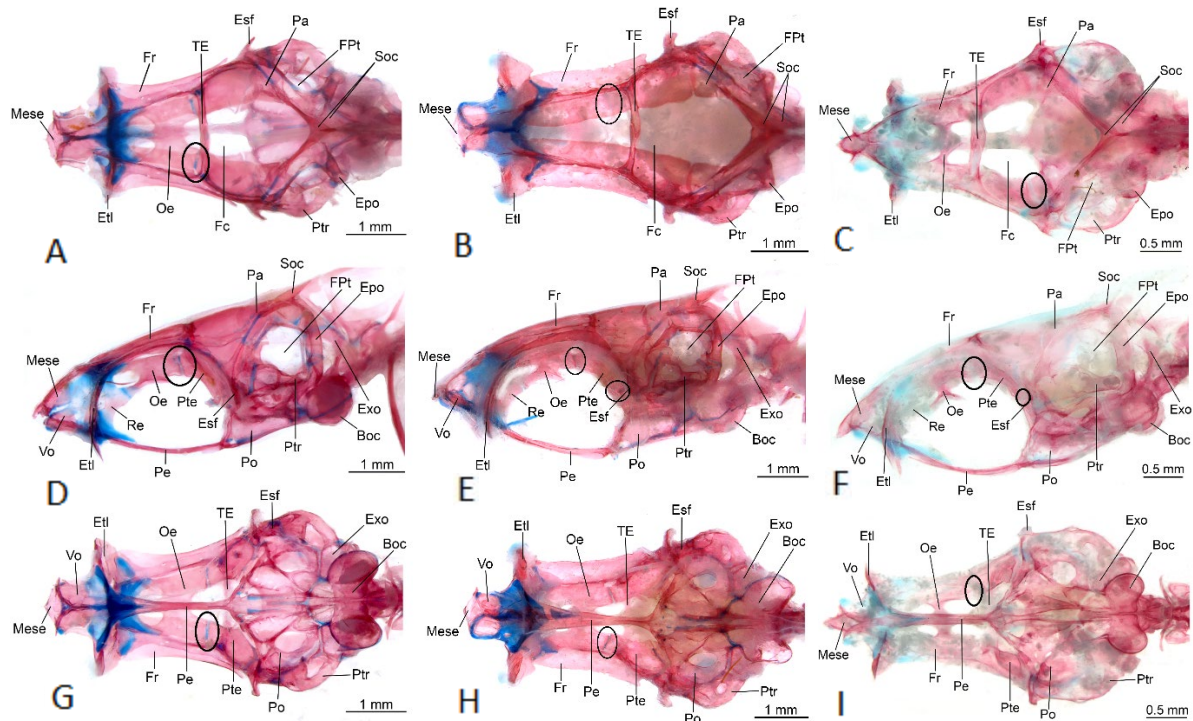 Esf Pa
Fr TE FPt
Soc
Mese
Etl Oe Fc Ptr Epo
1 mm
A
Esf
Fr TE Pa FPt
Soc
Mese
Etl Fc Ptr Epo
1 mm
B
Esf
Fr TE Pa
Soc
Mese
Etl Oe Fc FPt Ptr Epo
0.5 mm
C
Pa Soc FPt Epo
Fr
Mese
Oe Pte Esf Exo
Vo Re
Etl Pe Po Ptr Boc
1 mm
D
Pa Soc FPt
Fr Epo
Mese
Oe Pte Esf Exo
Vo Re
Etl Pe Po Ptr Boc
1 mm
E
Pa Soc FPt Epo
Fr
Mese
Oe Pte Esf Exo
Vo Re
Etl Pe Po Ptr Boc
0.5 mm
F
Esf Exo
Etl Oe TE Boc
Vo
Mese
Fr Pe Pte Po Ptr
1 mm
G
Etl Esf Exo
Oe TE Boc
Vo
Mese
Fr Pe Pte Po Ptr
1 mm
H
Esf Exo
Etl Oe TE Boc
Vo
Mese
Fr Pe Pte Po Ptr
0.5 mm
I